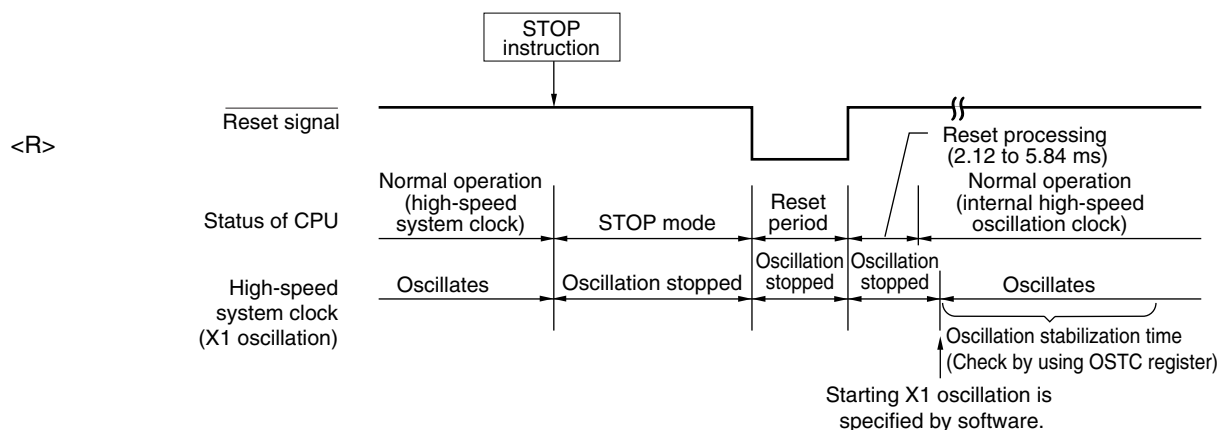 STOP
instruction
Reset signal
<R>
Reset processing
(2.12 to 5.84 ms)
Status of CPU
Normal operation
(high-speed
system clock)
STOP mode
Reset
period
Normal operation
(internal high-speed
oscillation clock)
High-speed
system clock
(X1 oscillation)
Oscillates
Oscillation stopped
Oscillation
stopped
Oscillation
stopped
Oscillates
Oscillation stabilization time
(Check by using OSTC register)
Starting X1 oscillation is
specified by software.